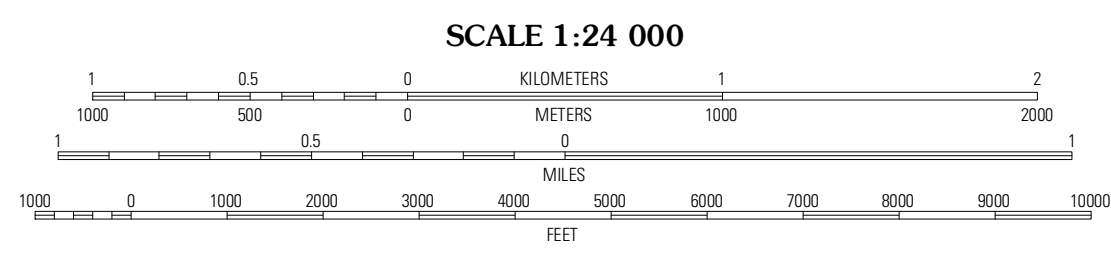 SCALE 1:24 000
1 0.5 0 KILOMETERS 1 2
1000 500 0 METERS 1000 2000
1 0.5 0 1
MILES
1000 0 1000 2000 3000 4000 5000 6000 7000 8000 9000 10000
FEET